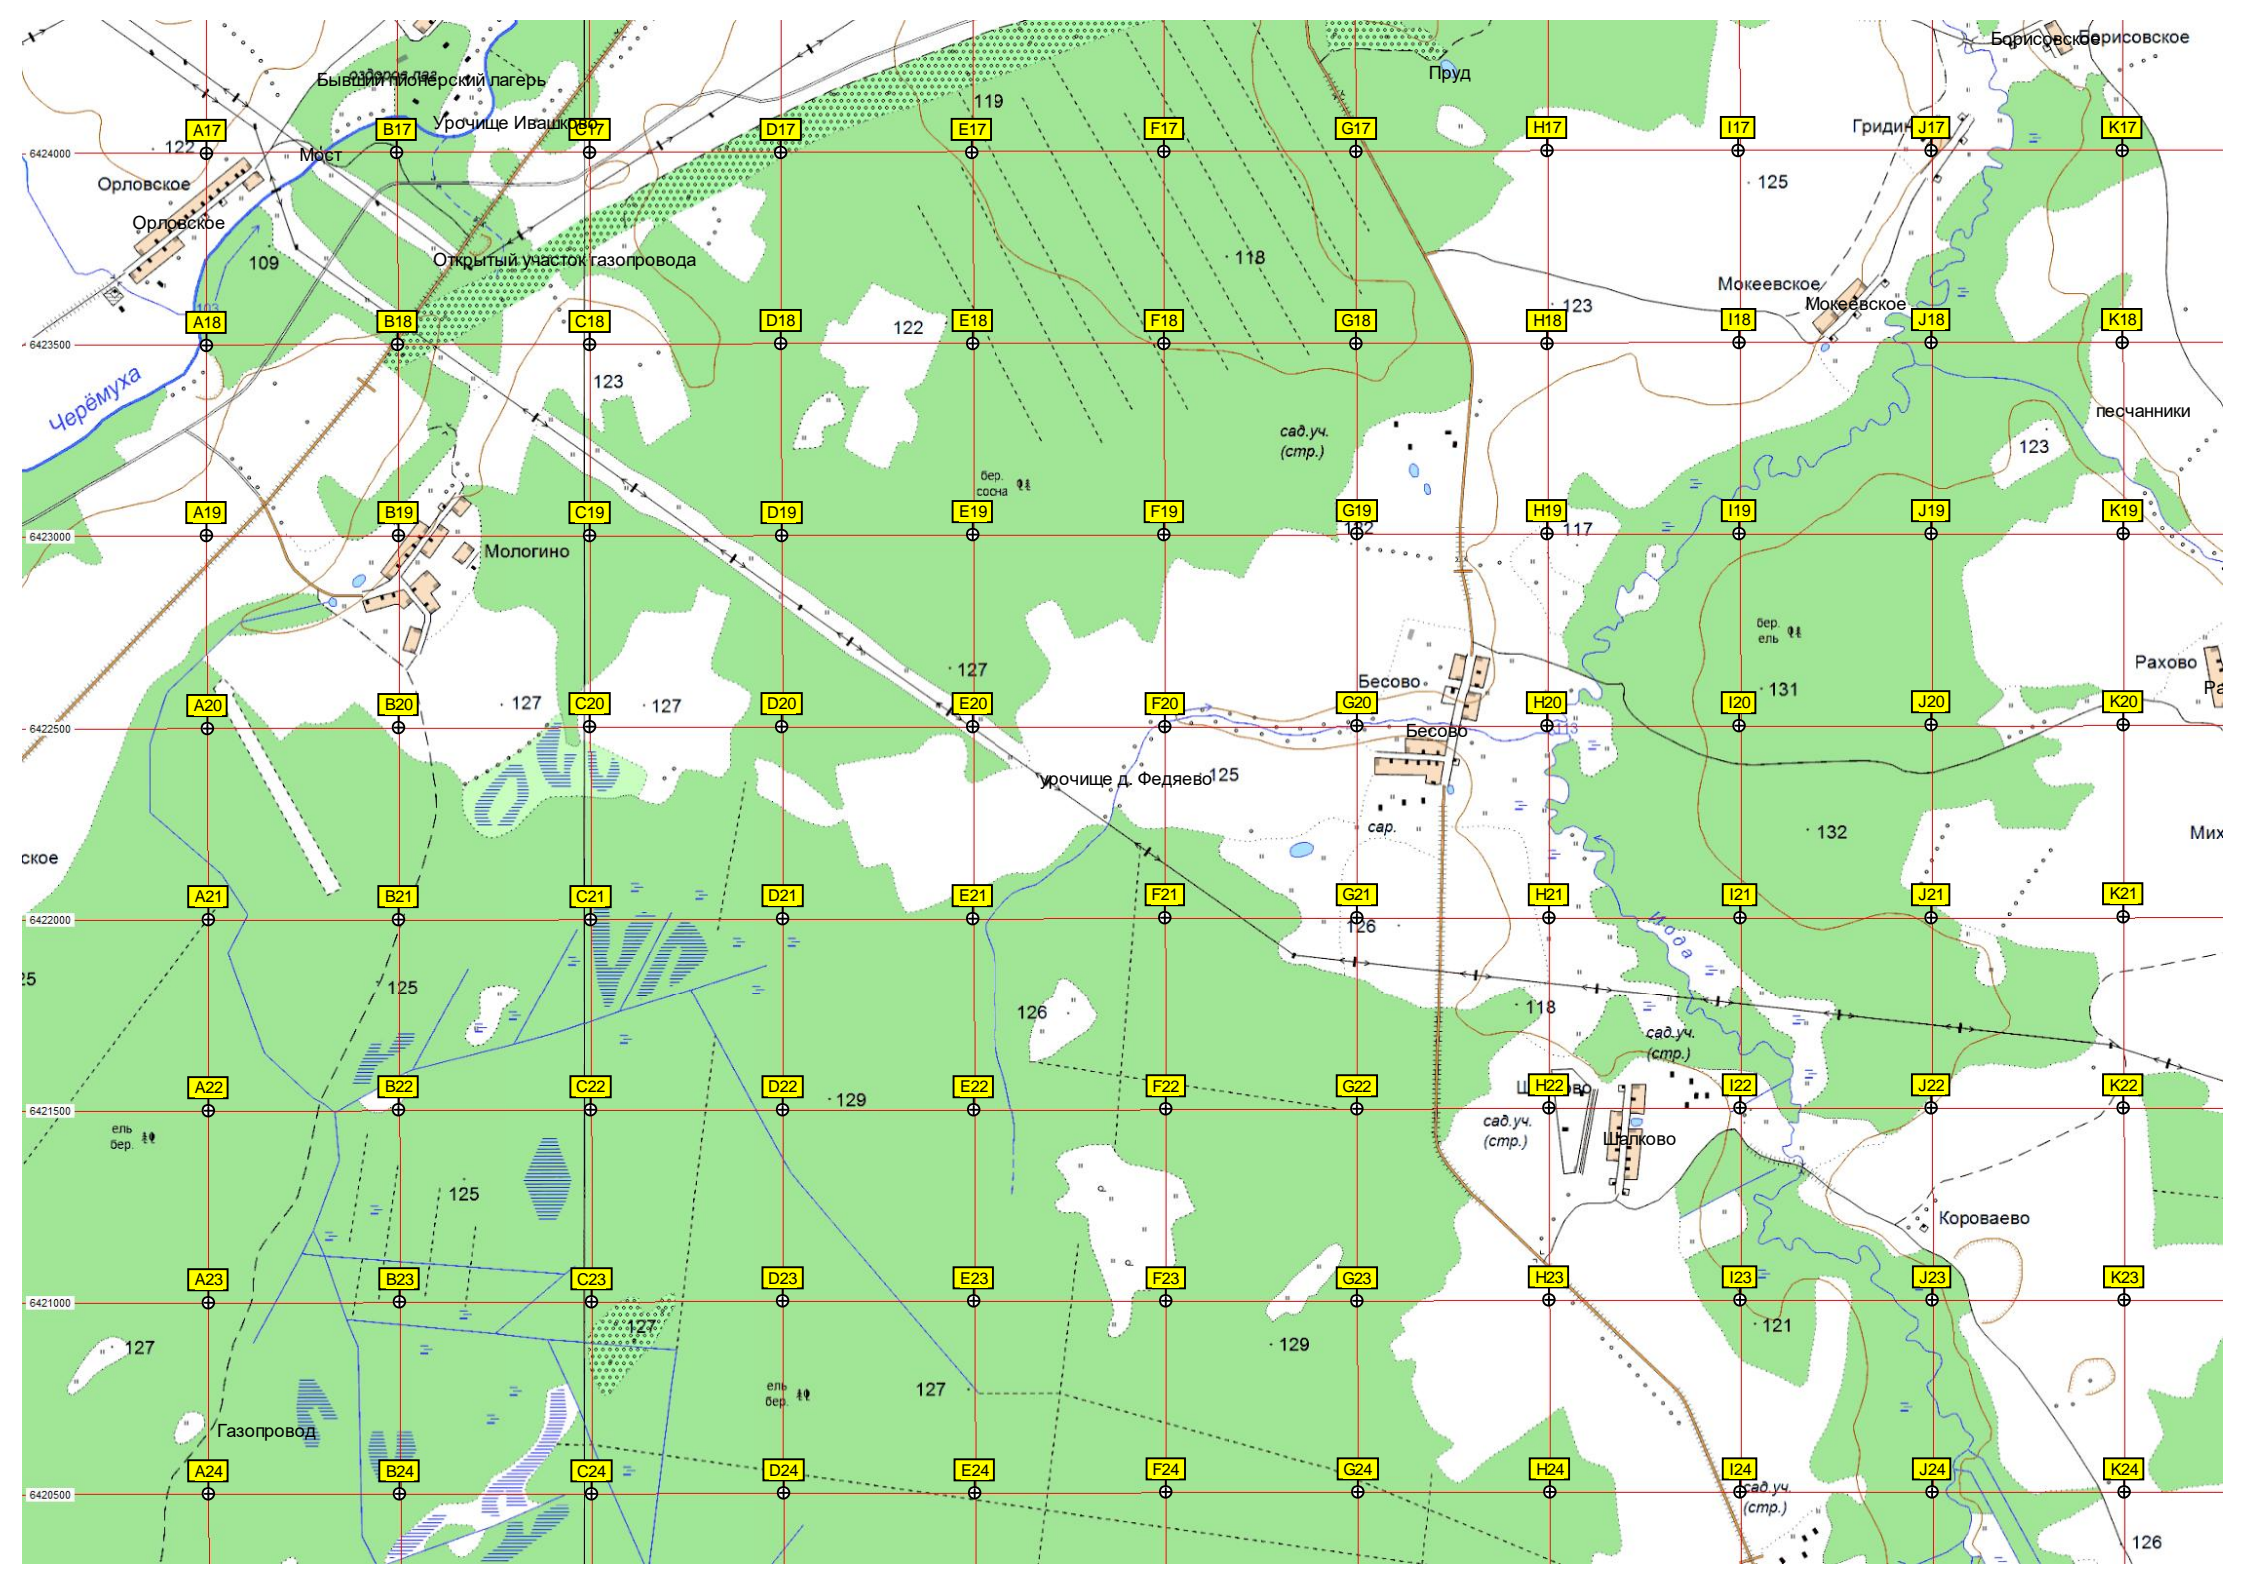 Борисовское
Борисовское
оздоров.лаг.
Бывший пионерский лагерь
Пруд
119
Урочище Ивашково
A17
B17
C17
D17
E17
F17
G17
H17
I17
J17
K17
122
Мост
6424000
Орловское
125
Орловское
109
Открытый участок газопровода
118
Мокеевское
Мокеевское
103
123
122
A18
B18
C18
D18
E18
F18
G18
H18
I18
J18
K18
6423500
Черёмуха
123
песчанники
сад.уч.
(стр.)
123
бер.
сосна
A19
B19
C19
D19
E19
F19
G19
H19
I19
J19
K19
117
6423000
Мологино
бер.
ель
127
Рахово
Бесово
131
Ра
127
127
A20
B20
C20
D20
E20
F20
G20
H20
I20
J20
K20
6422500
Бесово
113
урочище д. Федяево
125
сар.
132
Мих
ское
A21
B21
C21
D21
E21
F21
G21
H21
I21
J21
K21
6422000
126
Иода
25
125
126
118
сад.уч.
(стр.)
A22
B22
C22
D22
E22
F22
G22
H22
I22
J22
K22
129
6421500
сад.уч.
(стр.)
ель
бер.
Шалково
125
Короваево
A23
B23
C23
D23
E23
F23
G23
H23
I23
J23
K23
6421000
127
121
127
129
ель
бер.
127
Газопровод
A24
B24
C24
D24
E24
F24
G24
H24
I24
J24
K24
6420500
сад.уч.
(стр.)
126